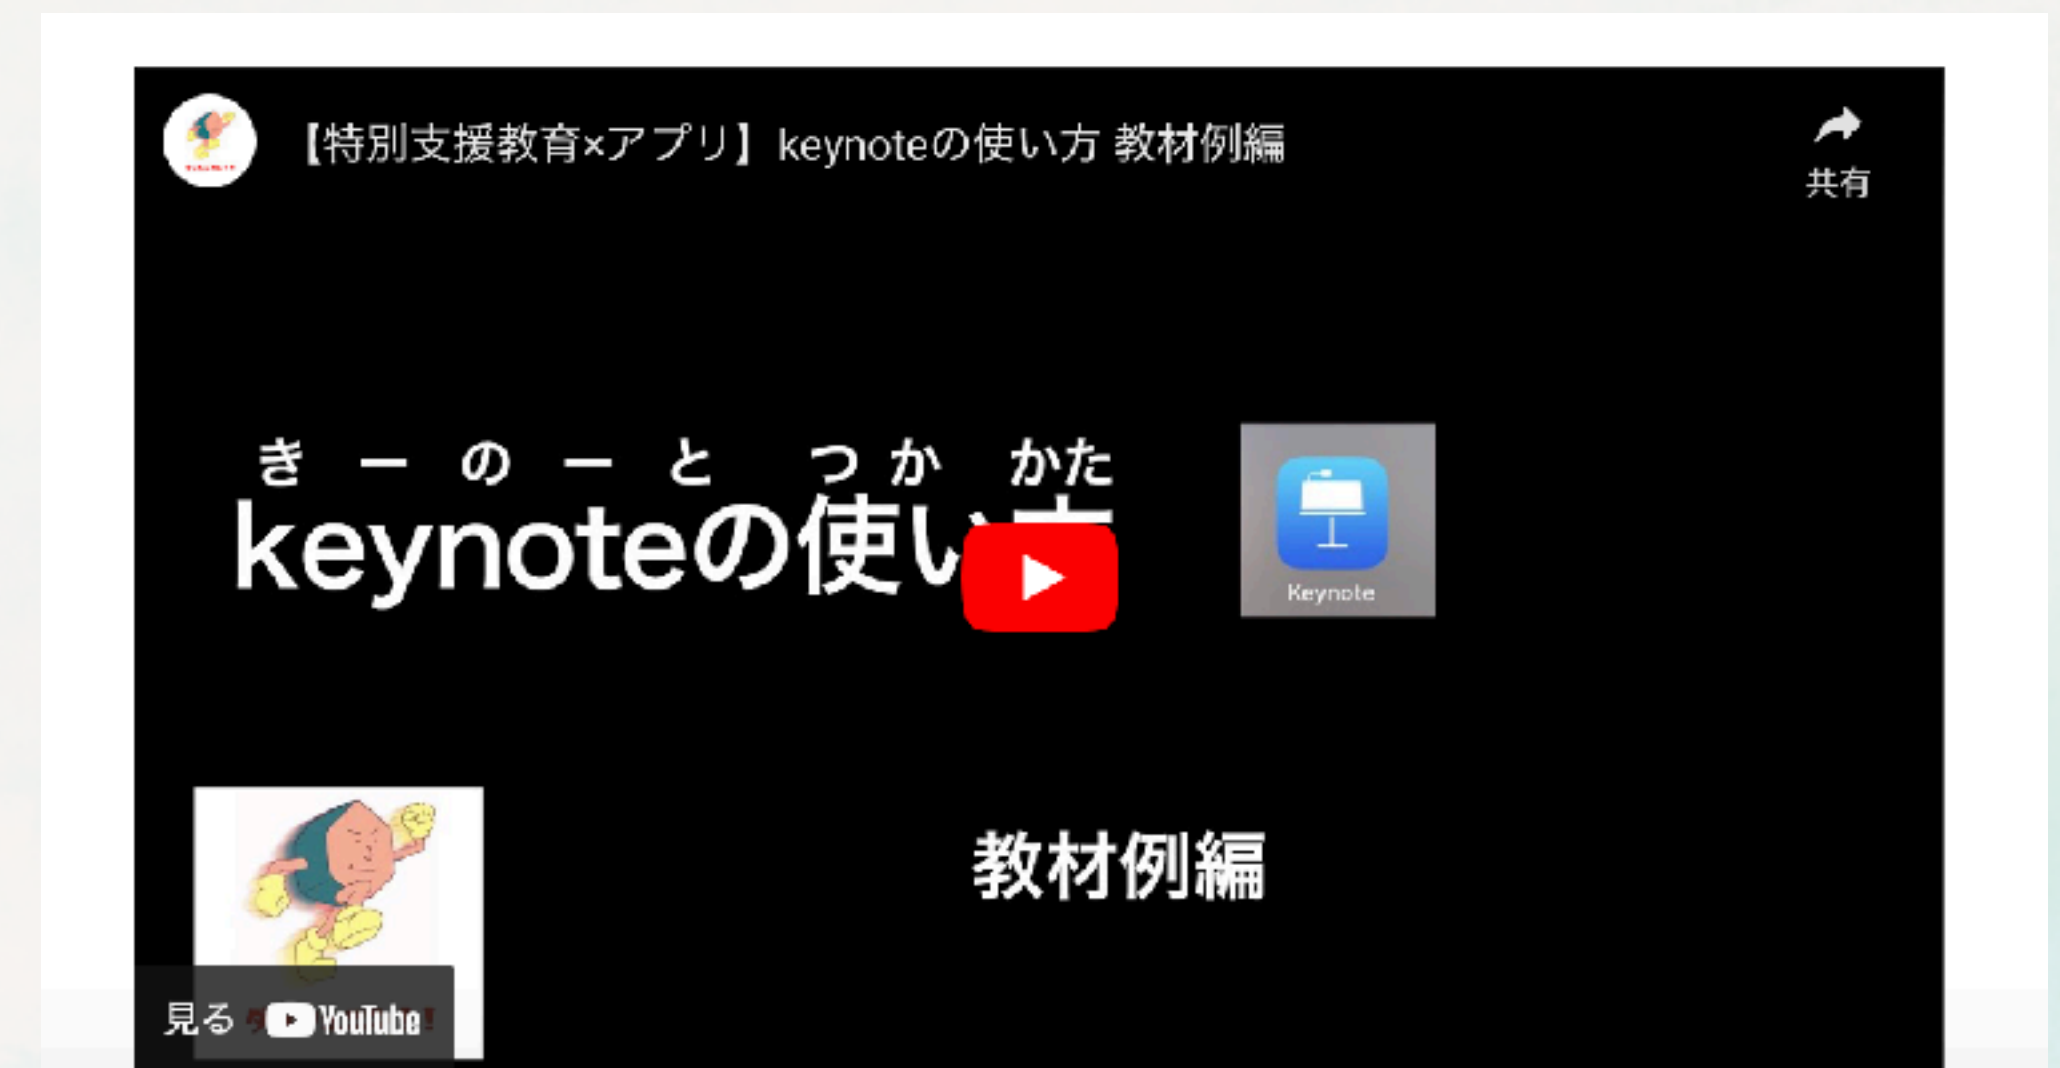 【特別支援教育×アプリ】keynoteの使い方 教材例編
共有
きーのーと つか かた
keynoteの使い方
Keynote
教材例編
見る YouTube